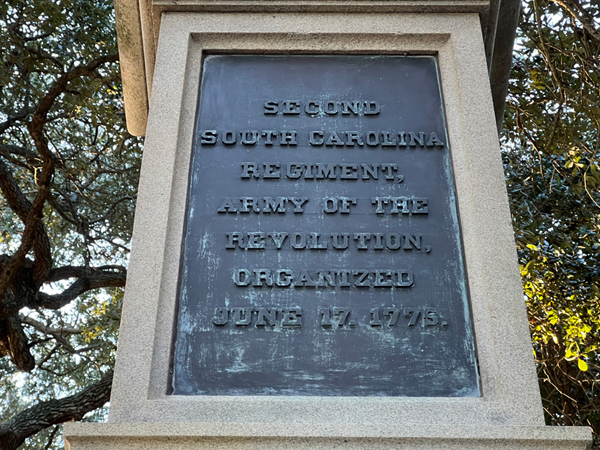 SECOND
SOUTH CAROLINA
REGIMENT,
ARMY OF THE
REVOLUTION,
ORGANIZED
JUNE 17. 1775.